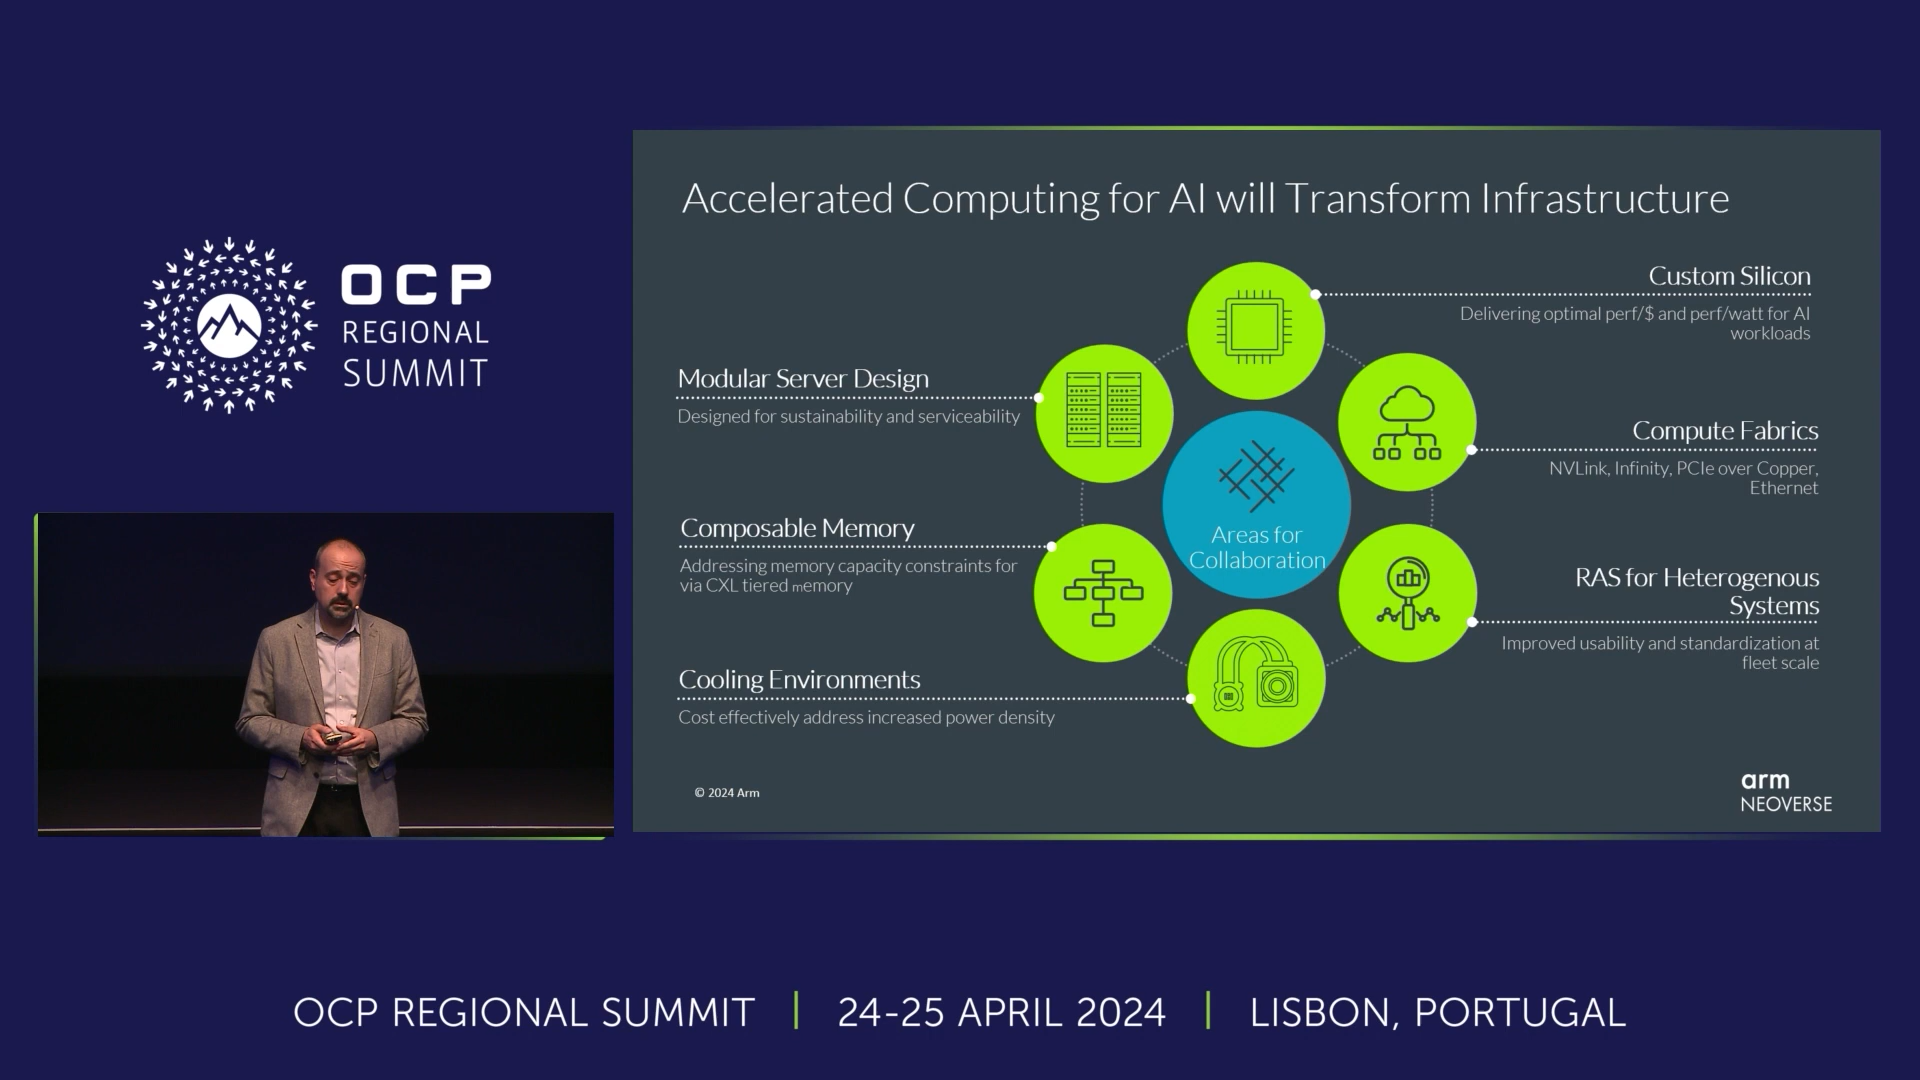 OCP
REGIONAL
SUMMIT
Accelerated Computing for AI will Transform Infrastructure
Custom Silicon
Delivering optimal perf/$ and perf/watt for AI
workloads
Modular Server Design
Designed for sustainability and serviceability
Compute Fabrics
NVLink, Infinity, PCIe over Copper,
Ethernet
Areas for
Collaboration
Composable Memory
Addressing memory capacity constraints for
via CXL tiered memory
RAS for Heterogenous
Systems
Improved usability and standardization at
fleet scale
Cooling Environments
Cost effectively address increased power density
© 2024 Arm
arm
NEOVERSE
OCP REGIONAL SUMMIT | 24-25 APRIL 2024 | LISBON, PORTUGAL